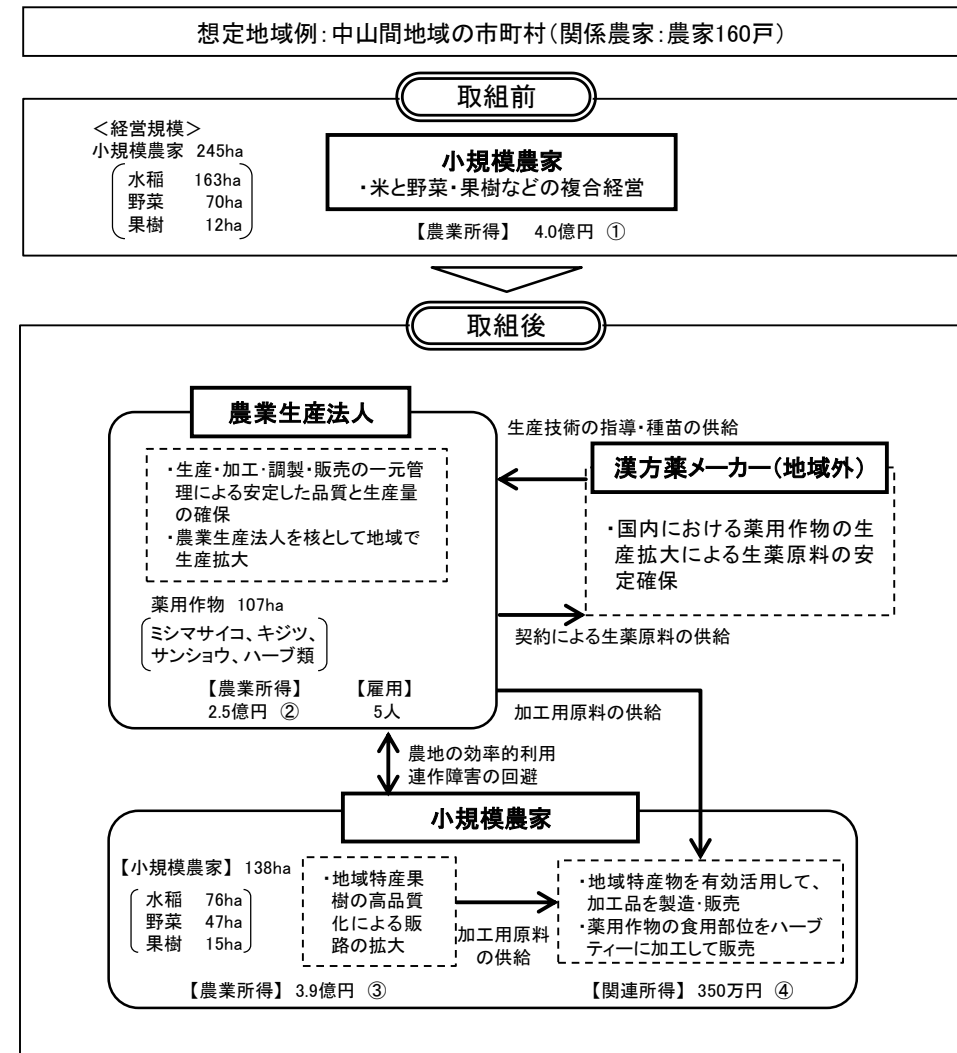 想定地域例：中山間地域の市町村（関係農家：農家160戸）
取組前
＜経営規模＞
小規模農家 245ha
水稲 163ha
野菜 70ha
果樹 12ha
小規模農家
・米と野菜・果樹などの複合経営
【農業所得】 4.0億円 ①
取組後
農業生産法人
・生産・加工・調製・販売の一元管
理による安定した品質と生産量
の確保
・農業生産法人を核として地域で
生産拡大
薬用作物 107ha
ミシマサイコ、キジツ、
サンショウ、ハーブ類
【農業所得】 【雇用】
2.5億円 ② 5人
生産技術の指導・種苗の供給
漢方薬メーカー（地域外）
・国内における薬用作物の生
産拡大による生薬原料の安
定確保
契約による生薬原料の供給
加工用原料の供給
農地の効率的利用
連作障害の回避
小規模農家
【小規模農家】 138ha
水稲 76ha
野菜 47ha
果樹 15ha
・地域特産果
樹の高品質
化による販
路の拡大
加工用原料
の供給
・地域特産物を有効活用して、
加工品を製造・販売
・薬用作物の食用部位をハーブ
ティーに加工して販売
【農業所得】 3.9億円 ③
【関連所得】 350万円 ④